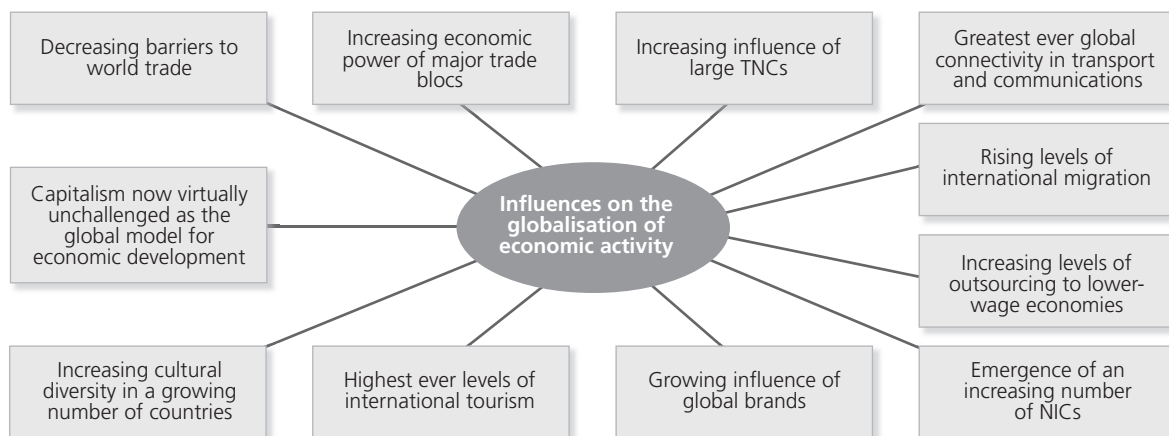 Decreasing barriers to
world trade
Increasing economic
power of major trade
blocs
Increasing influence of
large TNCs
Greatest ever global
connectivity in transport
and communications
Capitalism now virtually
unchallenged as the
global model for
economic development
Influences on the
globalisation of
economic activity
Rising levels of
international migration
Increasing levels of
outsourcing to lower-
wage economies
Increasing cultural
diversity in a growing
number of countries
Highest ever levels of
international tourism
Growing influence of
global brands
Emergence of an
increasing number
of NICs